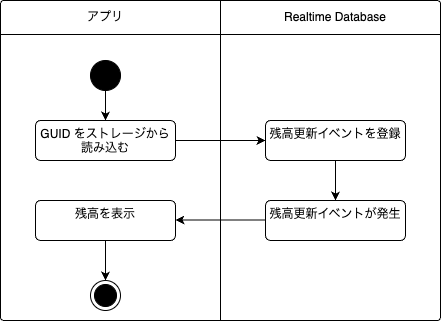 アプリ
Realtime Database
GUID をストレージから
読み込む
残高更新イベントを登録
残高を表示
残高更新イベントが発生